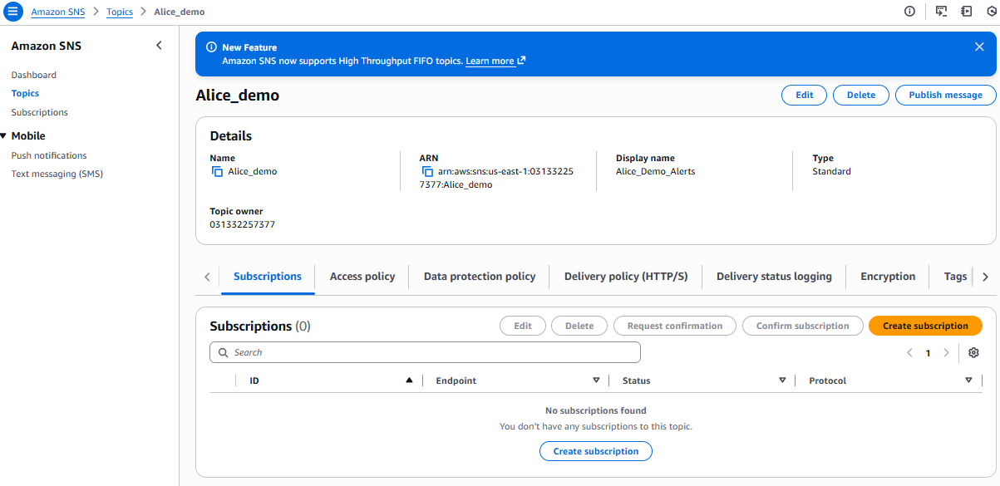 Amazon SNS > Topics > Alice_demo
Amazon SNS
Dashboard
Topics
Subscriptions
Mobile
Push notifications
Text messaging (SMS)
New Feature
Amazon SNS now supports High Throughput FIFO topics. Learn more
Alice_demo
Edit Delete Publish message
Details
Name
Alice_demo
ARN
arn:aws:sns:us-east-1:03133225
7377:Alice_demo
Display name
Alice_Demo_Alerts
Type
Standard
Topic owner
031332257377
Subscriptions Access policy Data protection policy Delivery policy (HTTP/S) Delivery status logging Encryption Tags
Subscriptions (0)
Edit Delete Request confirmation Confirm subscription Create subscription
Search
1
ID Endpoint Status Protocol
No subscriptions found
You don't have any subscriptions to this topic.
Create subscription